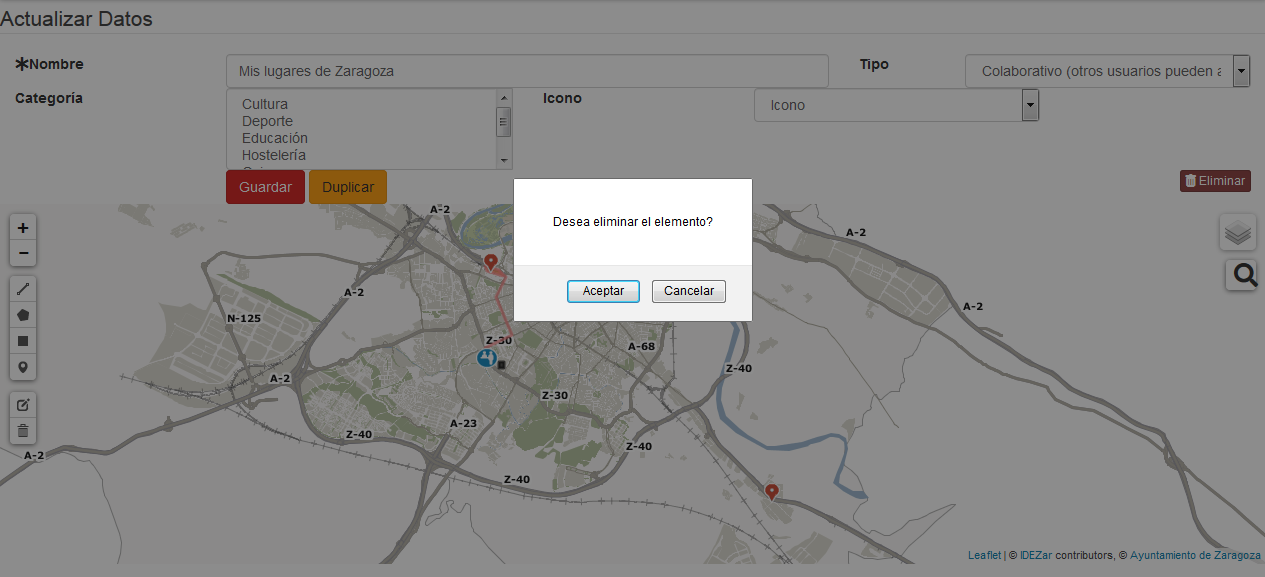 Actualizar Datos
✱Nombre
Mis lugares de Zaragoza
Tipo
Colaborativo (otros usuarios pueden a
Categoría
Cultura
Deporte
Educación
Hostelería
Icono
Icono
Guardar
Duplicar
Eliminar
Desea eliminar el elemento?
Aceptar
Cancelar
+
−
A-2
A-2
A-2
A-2
N-125
Z-30
A-68
Z-40
A-2
Z-30
A-23
Z-40
Z-40
A-2
Z-40
Leaflet | © IDEZar contributors, © Ayuntamiento de Zaragoza